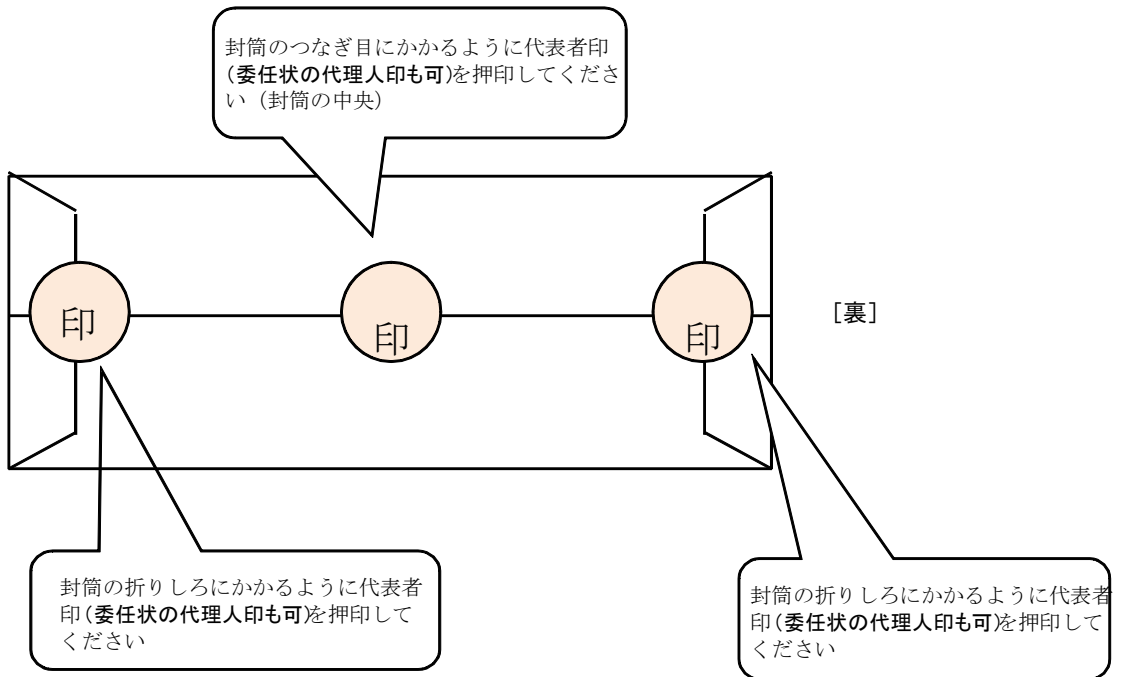 封筒のつなぎ目にかかるように代表者印
(委任状の代理人印も可)を押印してくださ
い（封筒の中央）
印
印
印
[裏]
封筒の折りしろにかかるように代表者
印(委任状の代理人印も可)を押印して
ください
封筒の折りしろにかかるように代表者
印(委任状の代理人印も可)を押印して
ください